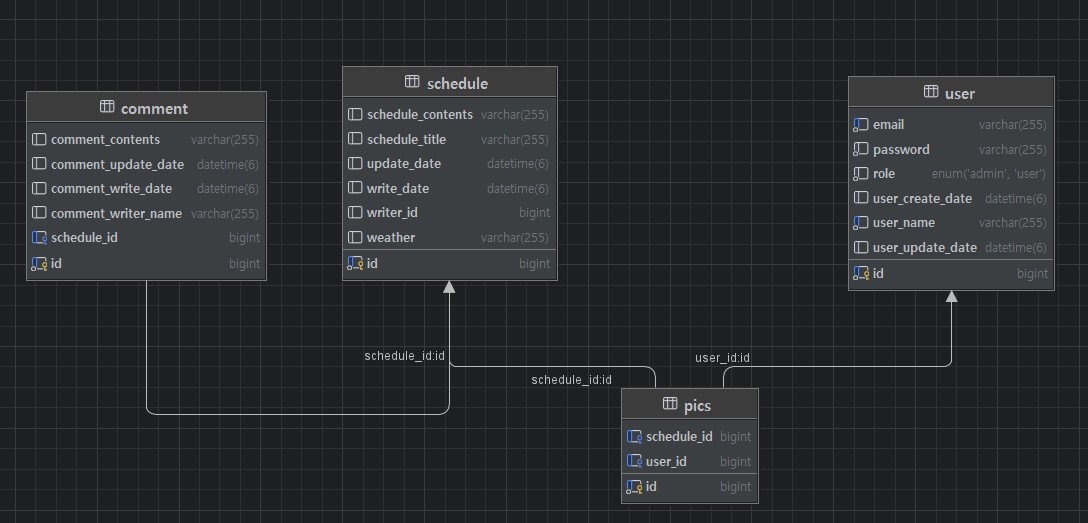 comment
comment_contents varchar(255)
comment_update_date datetime(6)
comment_write_date datetime(6)
comment_writer_name varchar(255)
schedule_id bigint
id bigint
schedule
schedule_contents varchar(255)
schedule_title varchar(255)
update_date datetime(6)
write_date datetime(6)
writer_id bigint
weather varchar(255)
id bigint
user
email varchar(255)
password varchar(255)
role enum('admin', 'user')
user_create_date datetime(6)
user_name varchar(255)
user_update_date datetime(6)
id bigint
schedule_id:id
user_id:id
schedule_id:id
pics
schedule_id bigint
user_id bigint
id bigint